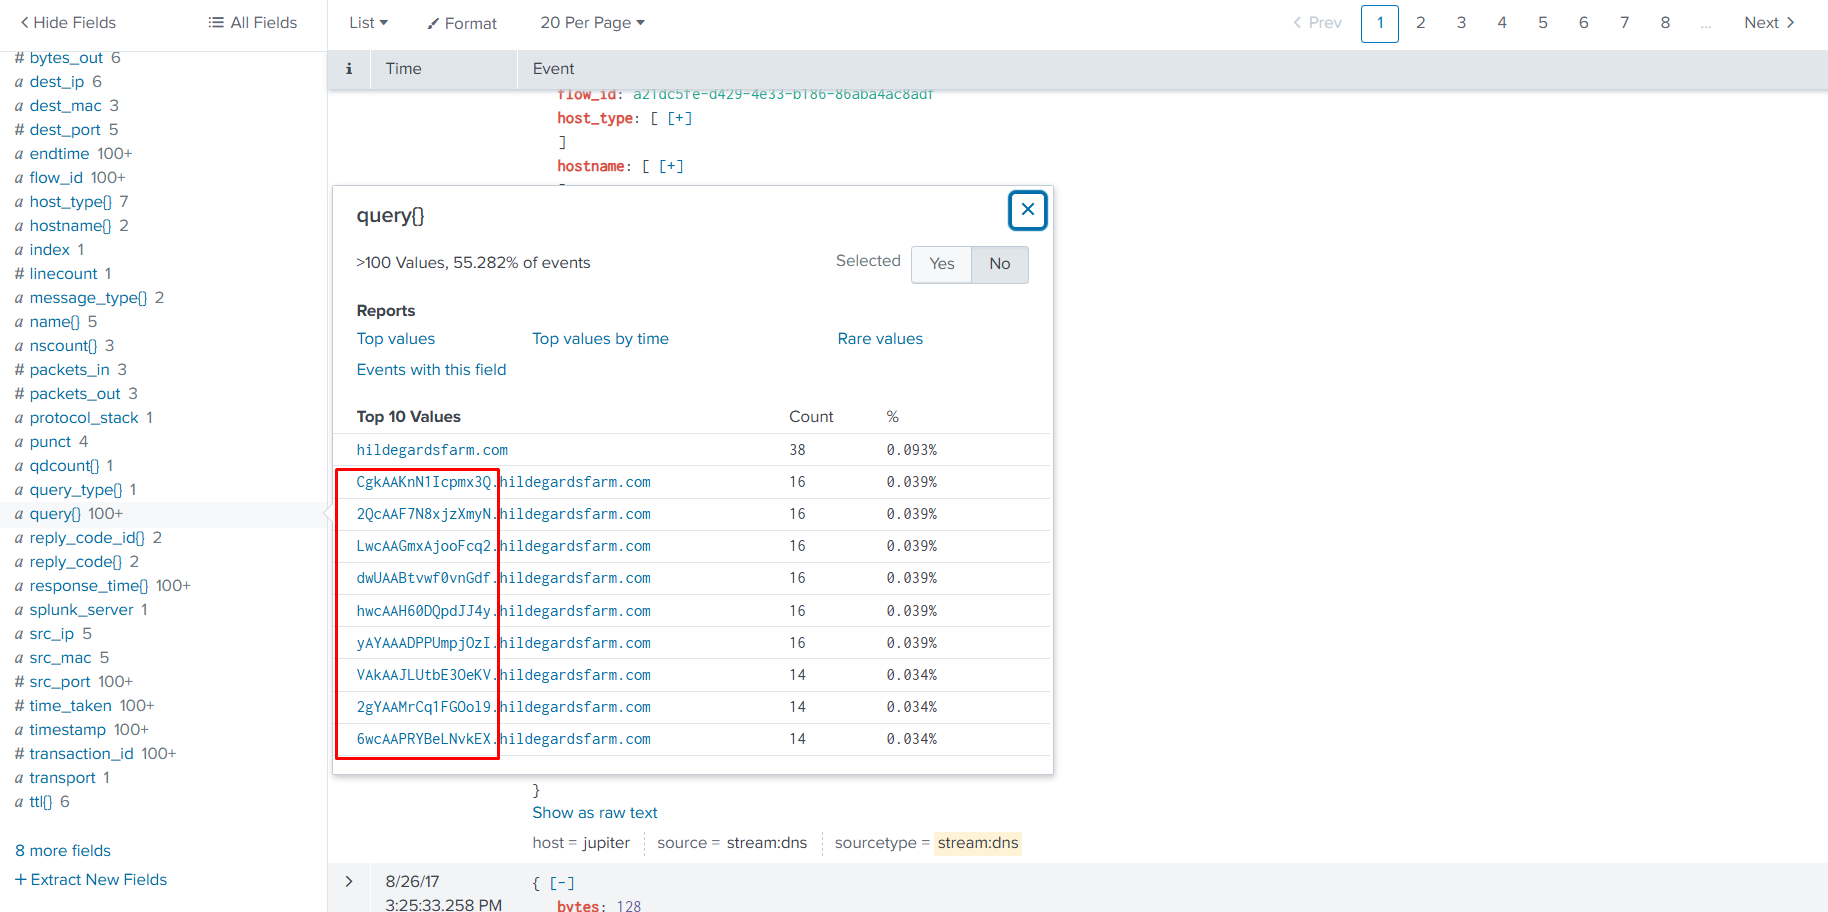 Hide Fields
All Fields
# bytes_out 6
a dest_ip 6
a dest_mac 3
# dest_port 5
a endtime 100+
a flow_id 100+
a host_type{} 7
a hostname{} 2
a index 1
# linecount 1
a message_type{} 2
a name{} 5
a nscount{} 3
# packets_in 3
# packets_out 3
a protocol_stack 1
a punct 4
a qdcount{} 1
a query_type{} 1
a query{} 100+
a reply_code_id{} 2
a reply_code{} 2
a response_time{} 100+
a splunk_server 1
a src_ip 5
a src_mac 5
# src_port 100+
# time_taken 100+
a timestamp 100+
# transaction_id 100+
a transport 1
a ttl{} 6
8 more fields
+ Extract New Fields
List
Format
20 Per Page
Prev 1 2 3 4 5 6 7 8 ... Next
i Time Event
flow_id: a21dc5fe-d429-4e33-b186-86aba4ac8adf
host_type: [ [+]
]
hostname: [ [+]
query{}
>100 Values, 55.282% of events
Selected Yes No
Reports
Top values Top values by time Rare values
Events with this field
Top 10 Values Count %
hildegardsfarm.com 38 0.093%
CgkAAKnN1Icpmx3Q.hildegardsfarm.com 16 0.039%
2QcAAF7N8xjzXmyN.hildegardsfarm.com 16 0.039%
LwcAAGmxAjooFcq2.hildegardsfarm.com 16 0.039%
dwUAABtvwf0vnGdf.hildegardsfarm.com 16 0.039%
hwcAAH60DQpdJJ4y.hildegardsfarm.com 16 0.039%
yAYAAADPPUmpjOzI.hildegardsfarm.com 16 0.039%
VAkAAJLUtbE3OeKV.hildegardsfarm.com 14 0.034%
2gYAAMrCq1FGOol9.hildegardsfarm.com 14 0.034%
6wcAAPRYBeLNvkEX.hildegardsfarm.com 14 0.034%
}
Show as raw text
host = jupiter source = stream:dns sourcetype = stream:dns
8/26/17 { [-]
3:25:33.258 PM bytes: 128